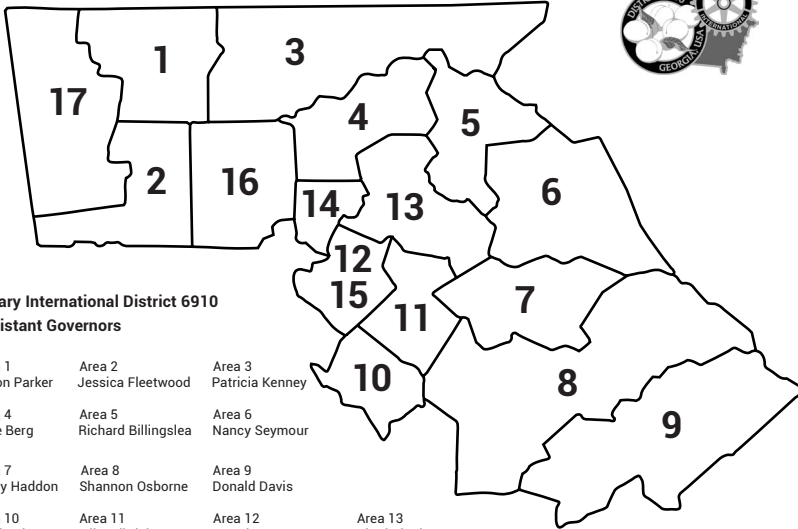 DISTRI
INTERNATIONAL
GEORGIA, USA
1
3
17
4
5
2
16
6
14
13
12
15
7
11
10
8
9
ary International District 6910
istant Governors
1
Area 2
Area 3
on Parker
Jessica Fleetwood
Patricia Kenney
4
Area 5
Area 6
e Berg
Richard Billingslea
Nancy Seymour
7
Area 8
Area 9
y Haddon
Shannon Osborne
Donald Davis
10
Area 11
Area 12
Area 13